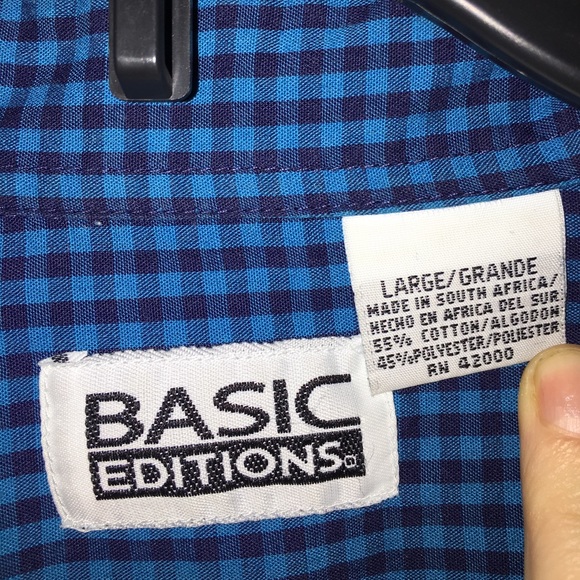 LARGE/GRANDE
MADE IN SOUTH AFRICA/
HECHO EN AFRICA DEL SUR
55% COTTON/ALGODON
45%POLYESTER/POLIESTER
RN 42000
BASIC
EDITIONS